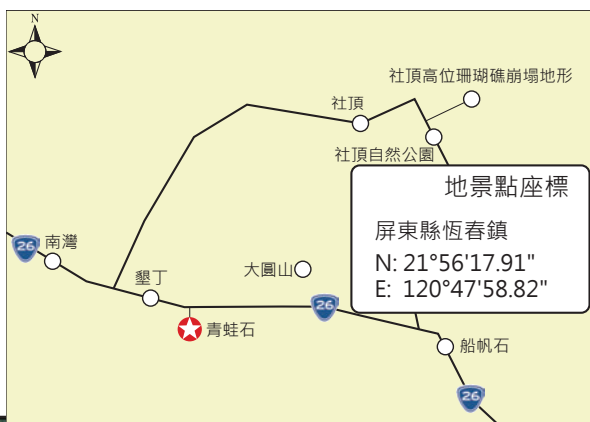 N
社頂高位珊瑚礁崩塌地形
社頂
社頂自然公園
地景點座標
屏東縣恆春鎮
N: 21°56'17.91"
E: 120°47'58.82"
26
南灣
大圓山
墾丁
26
青蛙石
船帆石
26